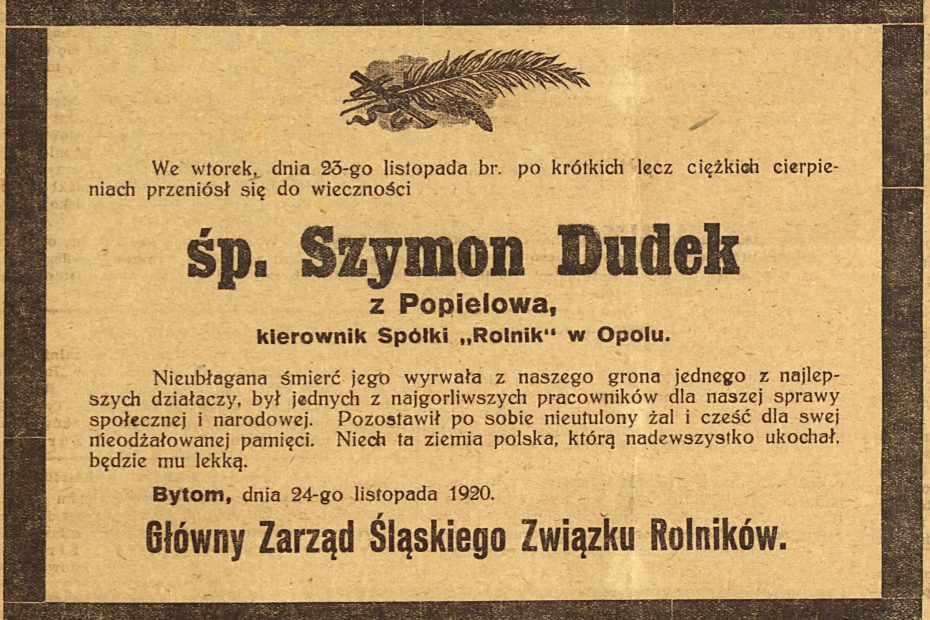 We wtorek, dnia 23-go listopada br. po krótkich lecz ciężkich cierpie-
niach przeniósł się do wieczności
śp. Szymon Dudek
z Popielowa,
kierownik Spółki „Rolnik“ w Opolu.
Nieubłagana śmierć jego wyrwała z naszego grona jednego z najlep-
szych działaczy, był jednych z najgorliwszych pracowników dla naszej sprawy
społecznej i narodowej. Pozostawił po sobie nieutulony żal i cześć dla swej
nieodżałowanej pamięci. Niech ta ziemia polska, którą nadewszystko ukochał,
będzie mu lekką.
Bytom, dnia 24-go listopada 1920.
Główny Zarząd Śląskiego Związku Rolników.